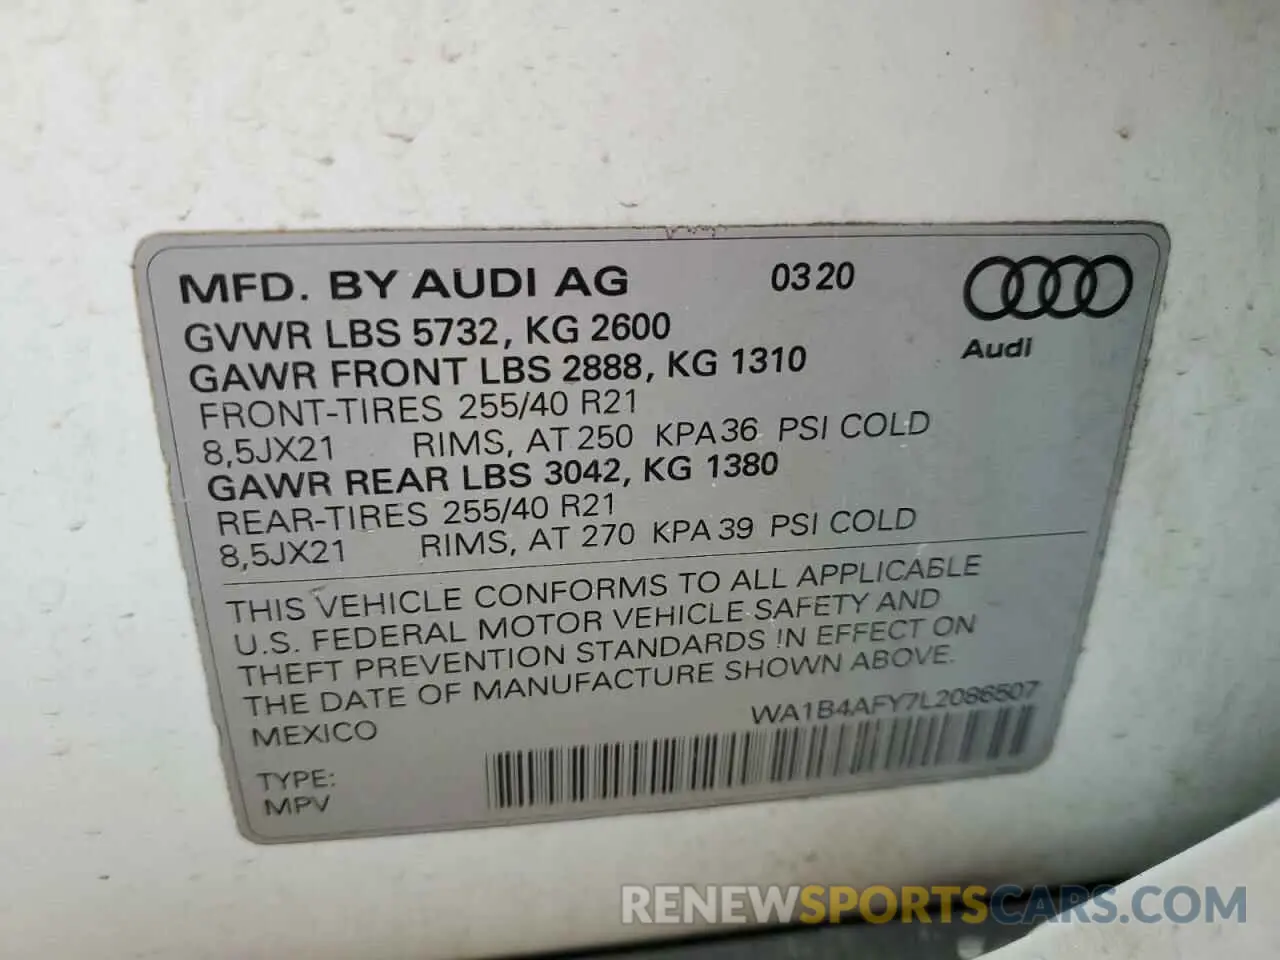 MFD. BY AUDI AG 03 20
GVWR LBS 5732, KG 2600
GAWR FRONT LBS 2888, KG 1310
Audi
FRONT-TIRES 255/40 R21
8,5JX21 RIMS, AT 250 KPA 36 PSI COLD
GAWR REAR LBS 3042, KG 1380
REAR-TIRES 255/40 R21
8,5JX21 RIMS, AT 270 KPA 39 PSI COLD
THIS VEHICLE CONFORMS TO ALL APPLICABLE
U.S. FEDERAL MOTOR VEHICLE SAFETY AND
THEFT PREVENTION STANDARDS IN EFFECT ON
THE DATE OF MANUFACTURE SHOWN ABOVE.
MEXICO WA1B4AFY7L2086507
TYPE:
MPV
RENEWSPORTSCARS.COM